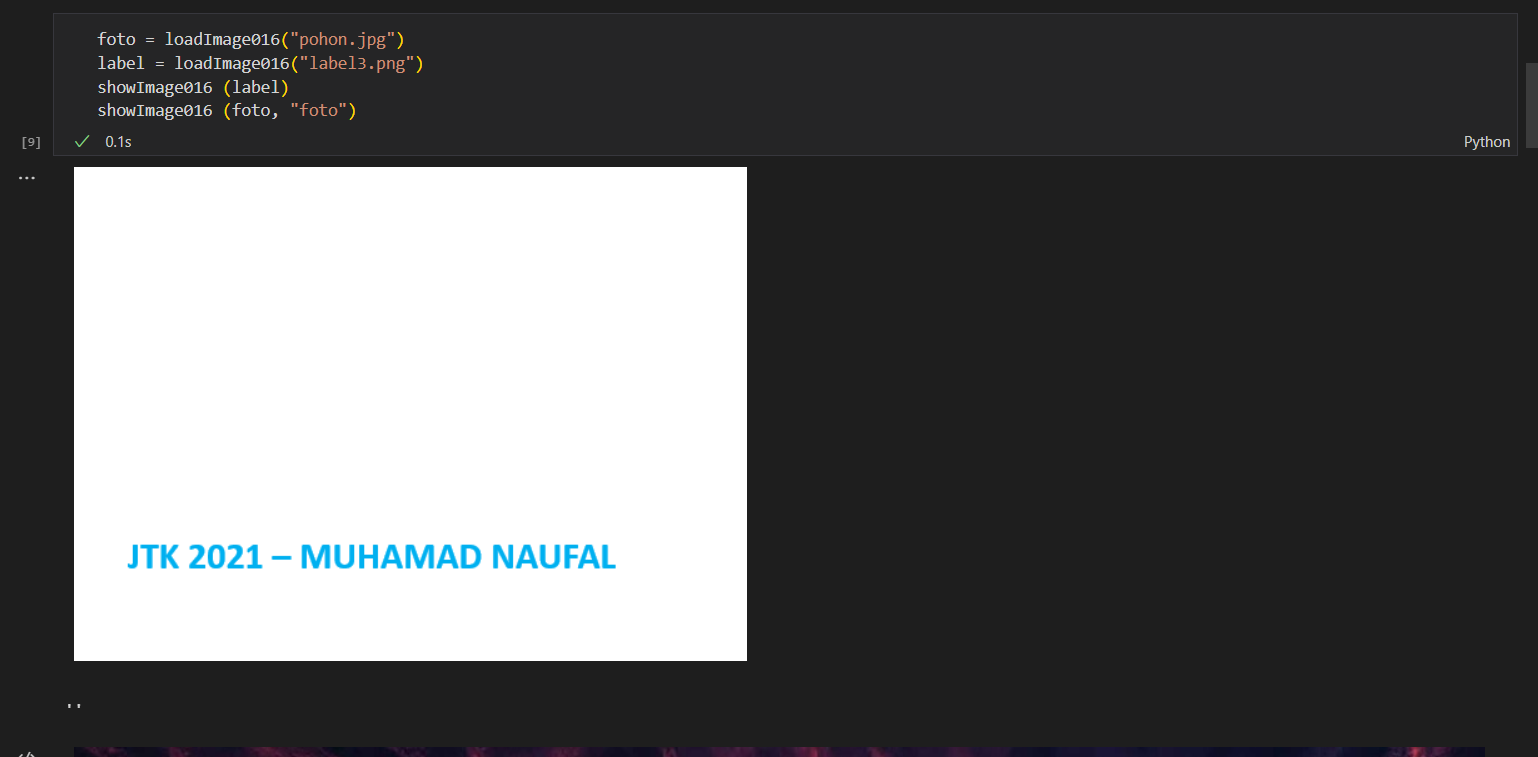 foto = loadImage016("pohon.jpg")
label = loadImage016("label3.png")
showImage016 (label)
showImage016 (foto, "foto")
[9]
0.1s
Python
...
JTK 2021 – MUHAMAD NAUFAL
''